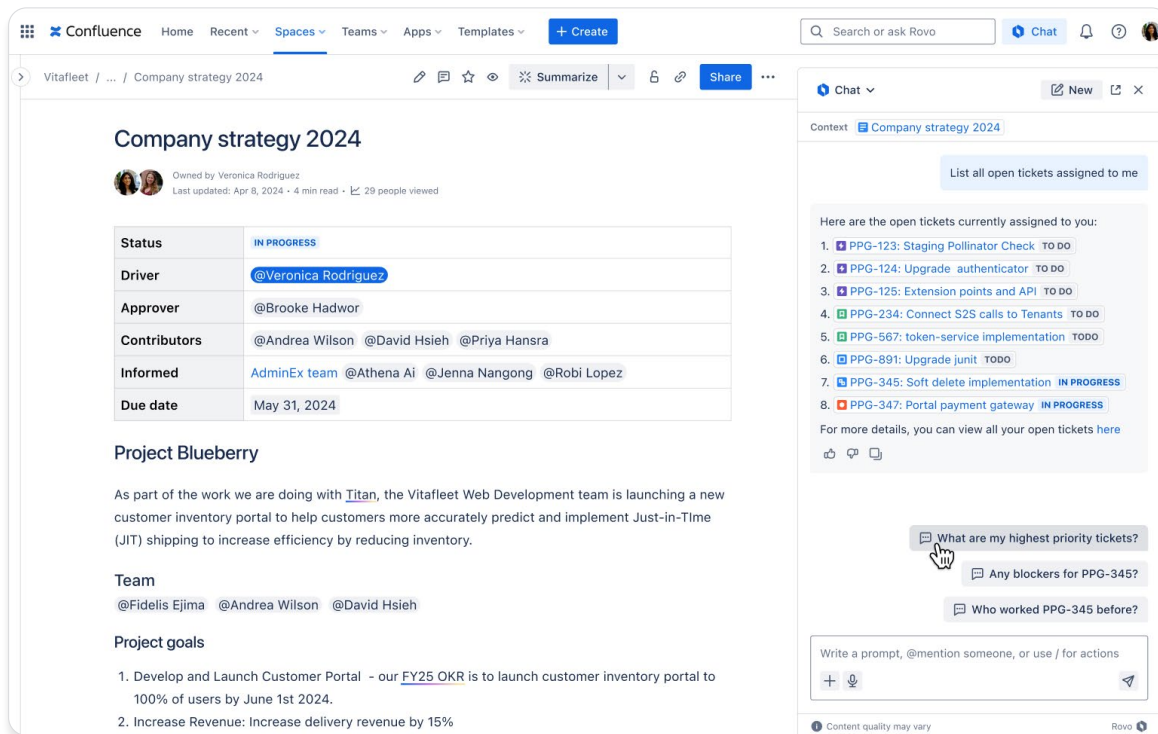 Confluence Home Recent Spaces Teams Apps Templates + Create Search or ask Rovo Chat
Vitafleet / ... / Company strategy 2024 Summarize Share
Company strategy 2024
Owned by Veronica Rodriguez
Last updated: Apr 8, 2024 • 4 min read • 29 people viewed
Status IN PROGRESS
Driver @Veronica Rodriguez
Approver @Brooke Hadwor
Contributors @Andrea Wilson @David Hsieh @Priya Hansra
Informed AdminEx team @Athena Ai @Jenna Nangong @Robi Lopez
Due date May 31, 2024
Project Blueberry
As part of the work we are doing with Titan, the Vitafleet Web Development team is launching a new
customer inventory portal to help customers more accurately predict and implement Just-in-TIme
(JIT) shipping to increase efficiency by reducing inventory.
Team
@Fidelis Ejima @Andrea Wilson @David Hsieh
Project goals
1. Develop and Launch Customer Portal - our FY25 OKR is to launch customer inventory portal to
100% of users by June 1st 2024.
2. Increase Revenue: Increase delivery revenue by 15%
Chat New
Context Company strategy 2024
List all open tickets assigned to me
Here are the open tickets currently assigned to you:
1. PPG-123: Staging Pollinator Check TO DO
2. PPG-124: Upgrade authenticator TO DO
3. PPG-125: Extension points and API TO DO
4. PPG-234: Connect S2S calls to Tenants TO DO
5. PPG-567: token-service implementation TODO
6. PPG-891: Upgrade junit TODO
7. PPG-345: Soft delete implementation IN PROGRESS
8. PPG-347: Portal payment gateway IN PROGRESS
For more details, you can view all your open tickets here
What are my highest priority tickets?
Any blockers for PPG-345?
Who worked PPG-345 before?
Write a prompt, @mention someone, or use / for actions
Content quality may vary Rovo